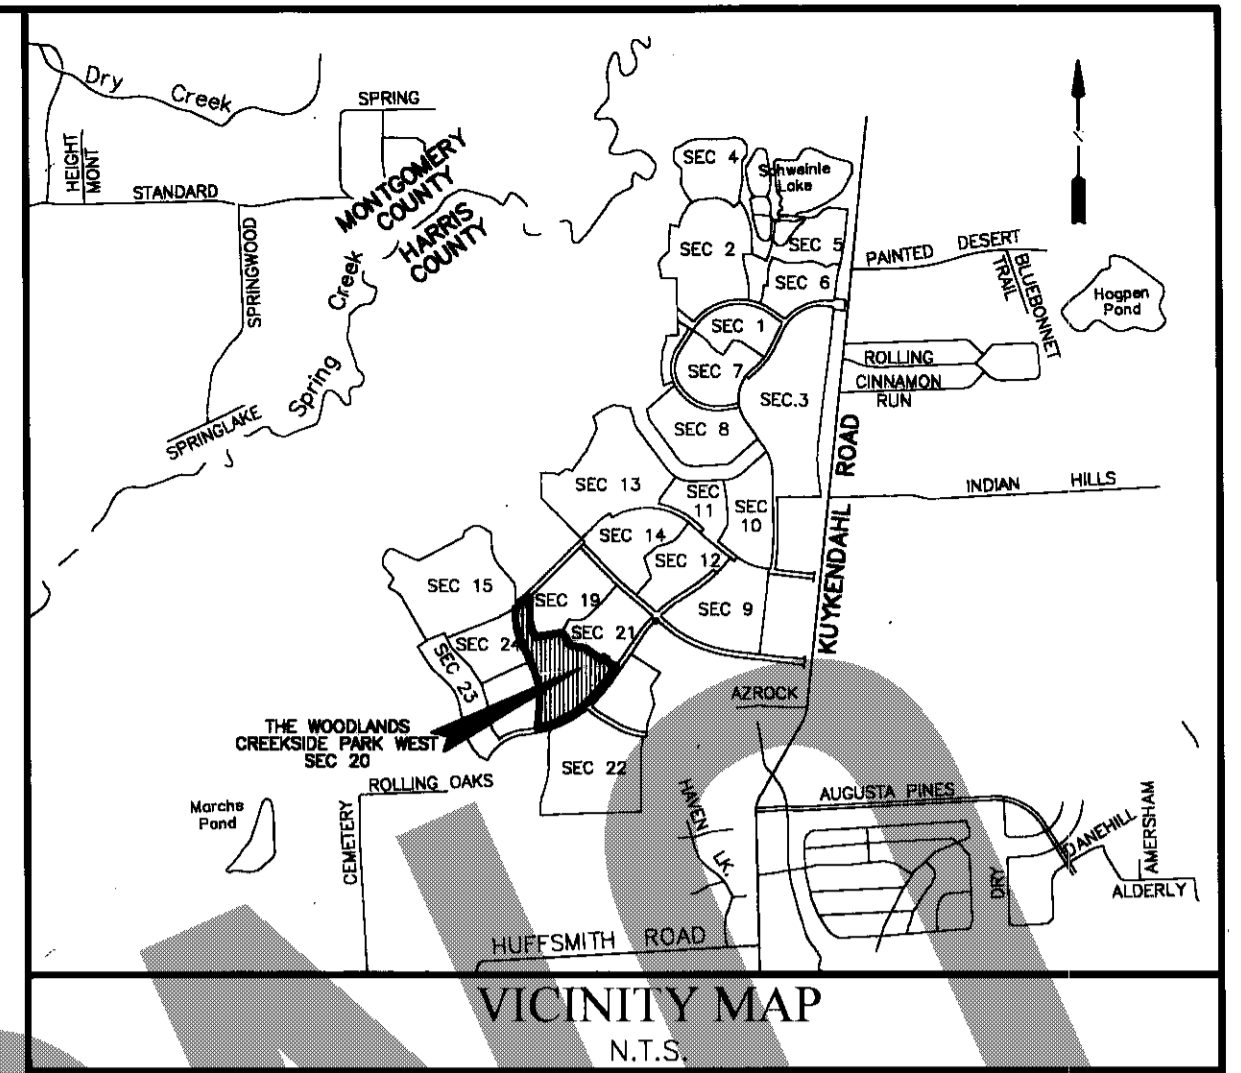 Dry Creek
SPRING
HEIGHT
MONT
STANDARD
MONTGOMERY
COUNTY
HARRIS
COUNTY
SPRINGWOOD
Spring Creek
SPRINGLAKE
SEC 4
Schweinle
Lake
SEC 2
SEC 5
SEC 6
PAINTED DESERT
BLUEBONNET
TRAIL
Hogpen
Pond
SEC 1
SEC 7
SEC.3
ROLLING
CINNAMON
RUN
SEC 8
KUYKENDAHL ROAD
INDIAN HILLS
SEC 13
SEC
11
SEC
10
SEC 14
SEC 12
SEC 15
SEC 19
SEC 9
SEC 21
SEC 24
SEC 23
AZROCK
THE WOODLANDS
CREEKSIDE PARK WEST
SEC 20
SEC 22
ROLLING OAKS
Marchs
Pond
CEMETERY
HAVEN
LK.
AUGUSTA PINES
DANEHILL
AMERSHAM
DRY
ALDERLY
HUFFSMITH ROAD
VICINITY MAP
N.T.S.